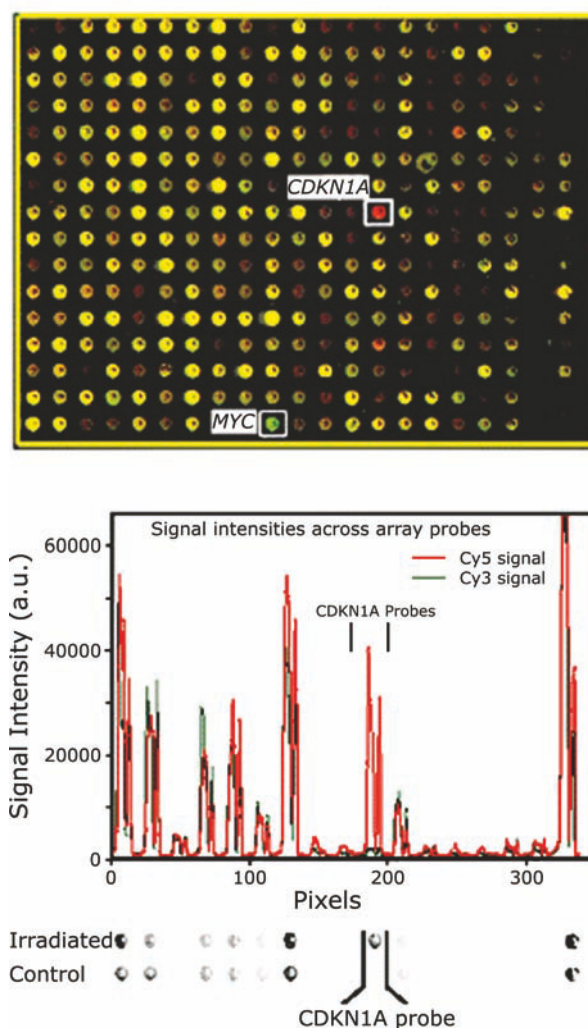 CDKN1A
MYC
Signal intensities across array probes
Cy5 signal
Cy3 signal
CDKN1A Probes
Signal Intensity (a.u.)
60000
40000
20000
0
0 100 200 300
Pixels
Irradiated
Control
CDKN1A probe